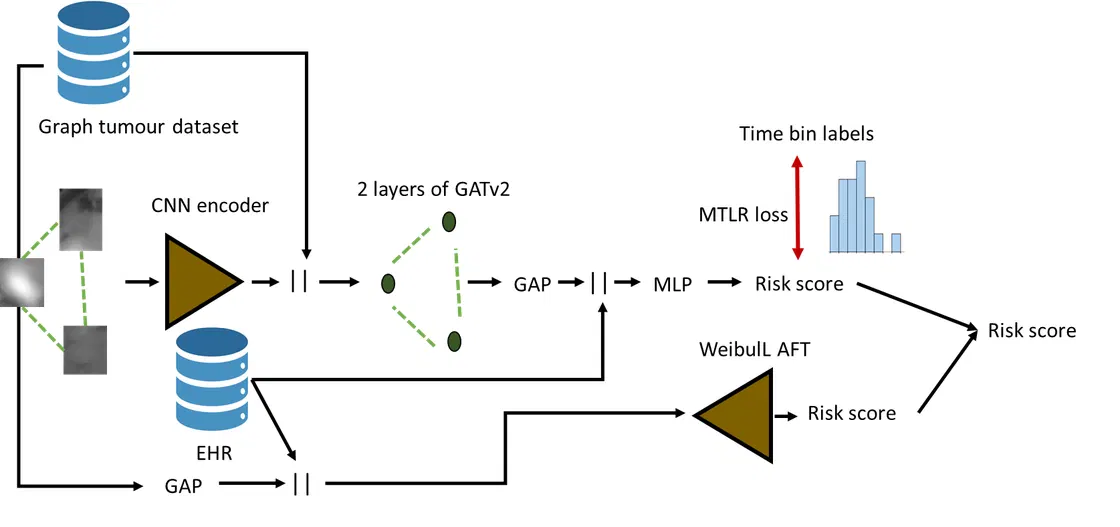 Graph tumour dataset
Time bin labels
2 layers of GATv2
CNN encoder
MTLR loss
||
GAP
||
MLP
Risk score
Risk score
WeibulL AFT
Risk score
EHR
GAP
||